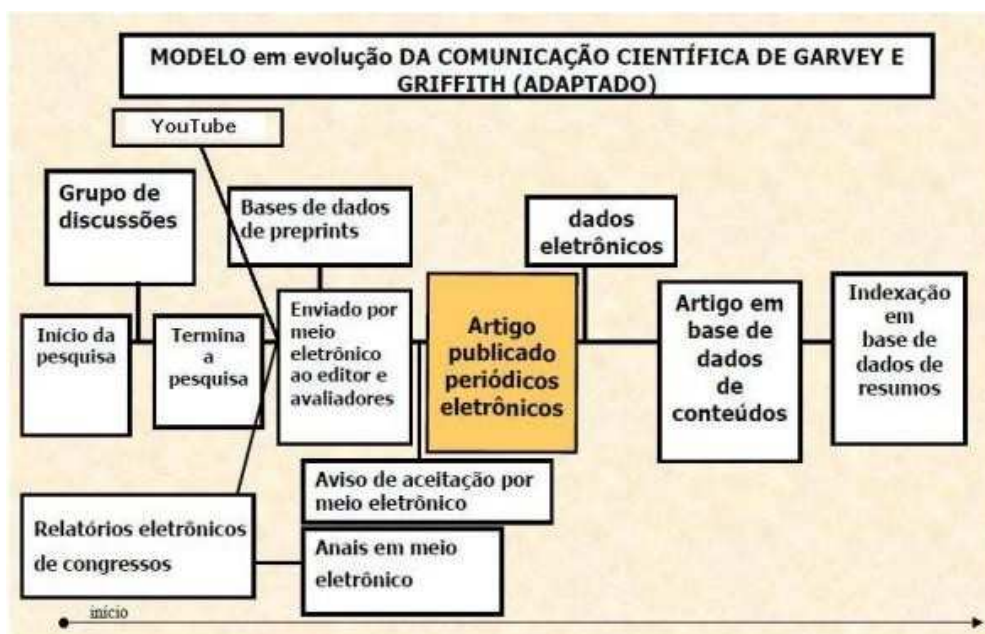 MODELO em evolução DA COMUNICAÇÃO CIENTÍFICA DE GARVEY E
GRIFFITH (ADAPTADO)
YouTube
Grupo de
discussões
Bases de dados
de preprints
dados
eletrônicos
Início da
pesquisa
Termina
a
pesquisa
Enviado por
meio
eletrônico
ao editor e
avaliadores
Artigo
publicado
periódicos
eletrônicos
Artigo em
base de
dados
de
conteúdos
Indexação
em
base de
dados de
resumos
Aviso de aceitação por
meio eletrônico
Relatórios eletrônicos
de congressos
Anais em meio
eletrônico
início